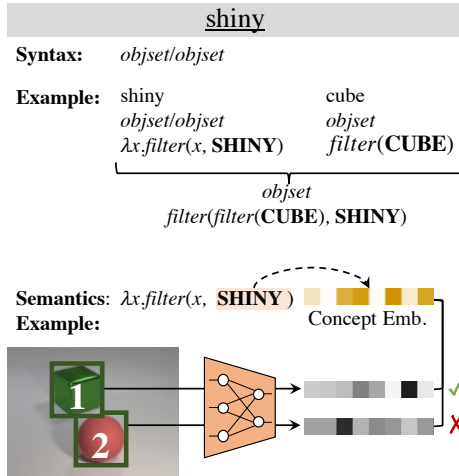 shiny
Syntax: objset/objset
Example: shiny cube
objset/objset objset
λx.filter(x, SHINY) filter(CUBE)
objset
filter(filter(CUBE), SHINY)
Semantics: λx.filter(x, SHINY)
Example: Concept Emb.
1
2